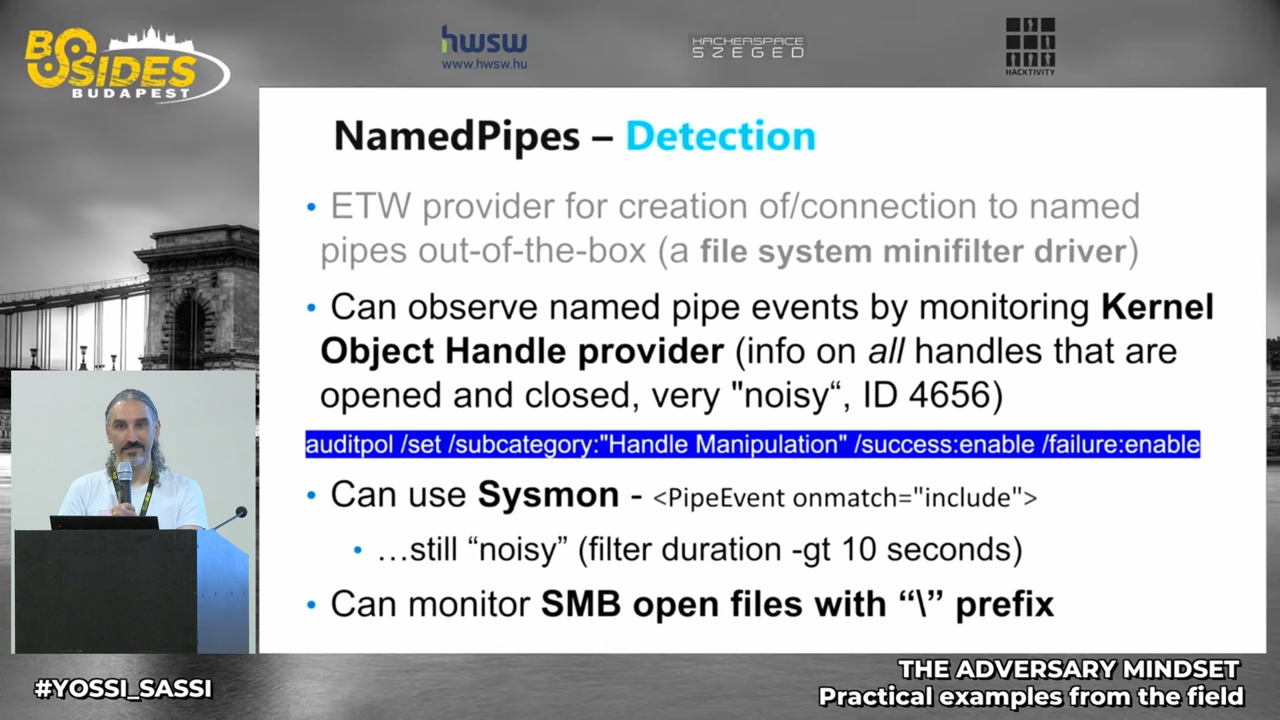 BSIDES
BUDAPEST
hwsw
www.hwsw.hu
HACKERSPACE
SZEGED
HACKTIVITY
NamedPipes – Detection
• ETW provider for creation of/connection to named
pipes out-of-the-box (a file system minifilter driver)
• Can observe named pipe events by monitoring Kernel
Object Handle provider (info on all handles that are
opened and closed, very "noisy“, ID 4656)
auditpol /set /subcategory:"Handle Manipulation" /success:enable /failure:enable
• Can use Sysmon - <PipeEvent onmatch="include">
• …still “noisy” (filter duration -gt 10 seconds)
• Can monitor SMB open files with “\” prefix
#YOSSI_SASSI
THE ADVERSARY MINDSET
Practical examples from the field